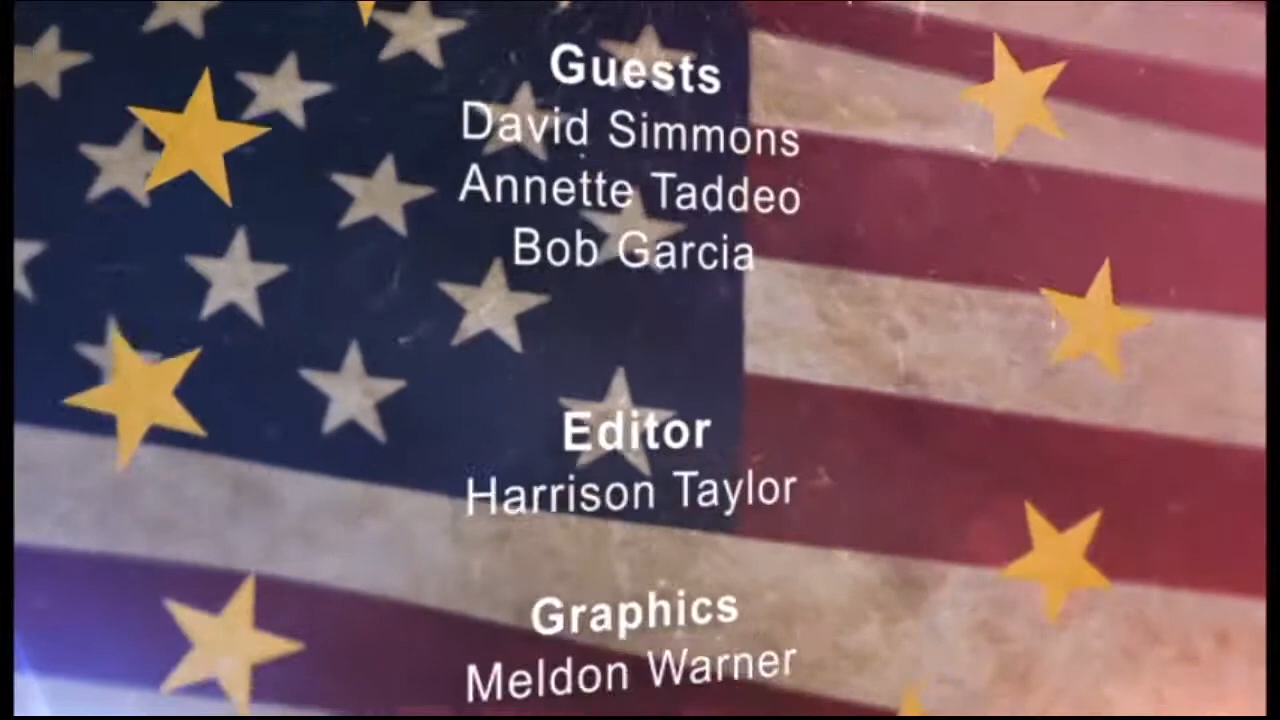 Guests
David Simmons
Annette Taddeo
Bob Garcia
Editor
Harrison Taylor
Graphics
Meldon Warner